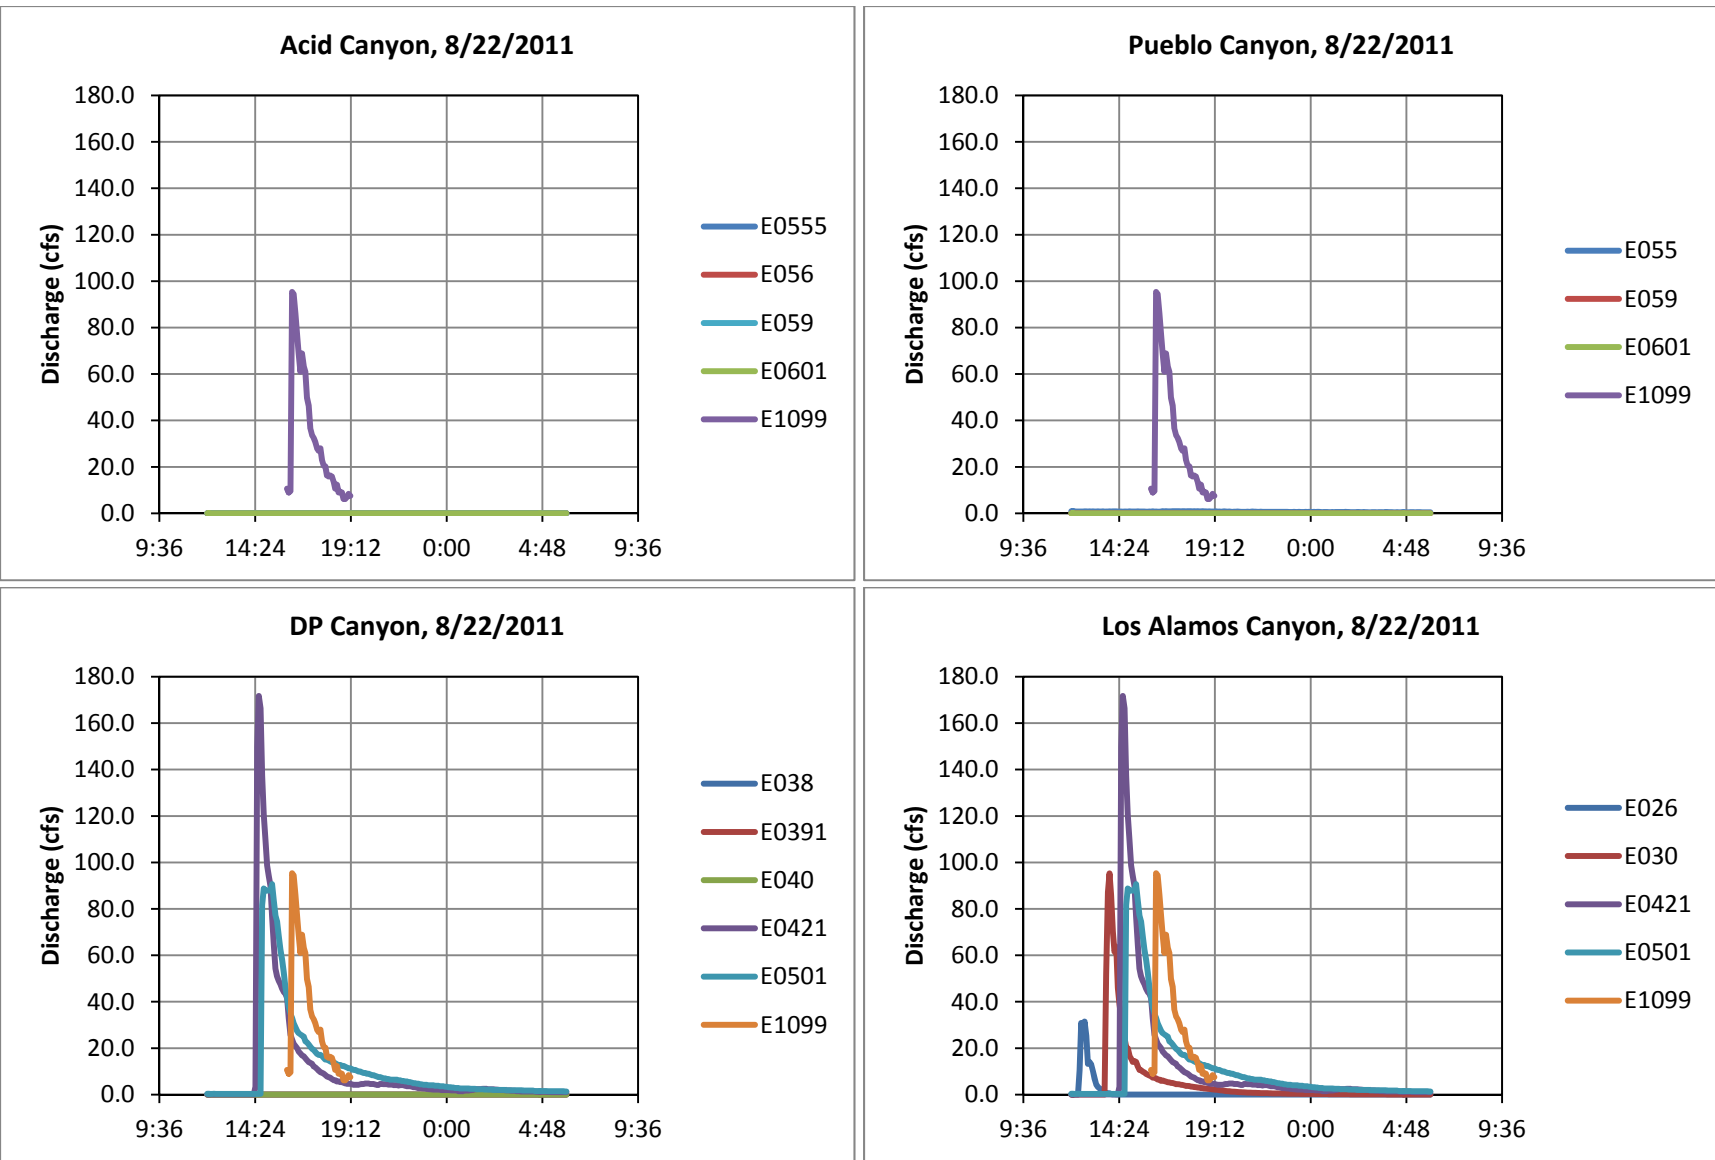 Acid Canyon, 8/22/2011
180.0
160.0
140.0
120.0
100.0
80.0
60.0
40.0
20.0
0.0
Discharge (cfs)
9:36 14:24 19:12 0:00 4:48 9:36
E0555
E056
E059
E0601
E1099
Pueblo Canyon, 8/22/2011
180.0
160.0
140.0
120.0
100.0
80.0
60.0
40.0
20.0
0.0
Discharge (cfs)
9:36 14:24 19:12 0:00 4:48 9:36
E055
E059
E0601
E1099
DP Canyon, 8/22/2011
180.0
160.0
140.0
120.0
100.0
80.0
60.0
40.0
20.0
0.0
Discharge (cfs)
9:36 14:24 19:12 0:00 4:48 9:36
E038
E0391
E040
E0421
E0501
E1099
Los Alamos Canyon, 8/22/2011
180.0
160.0
140.0
120.0
100.0
80.0
60.0
40.0
20.0
0.0
Discharge (cfs)
9:36 14:24 19:12 0:00 4:48 9:36
E026
E030
E0421
E0501
E1099